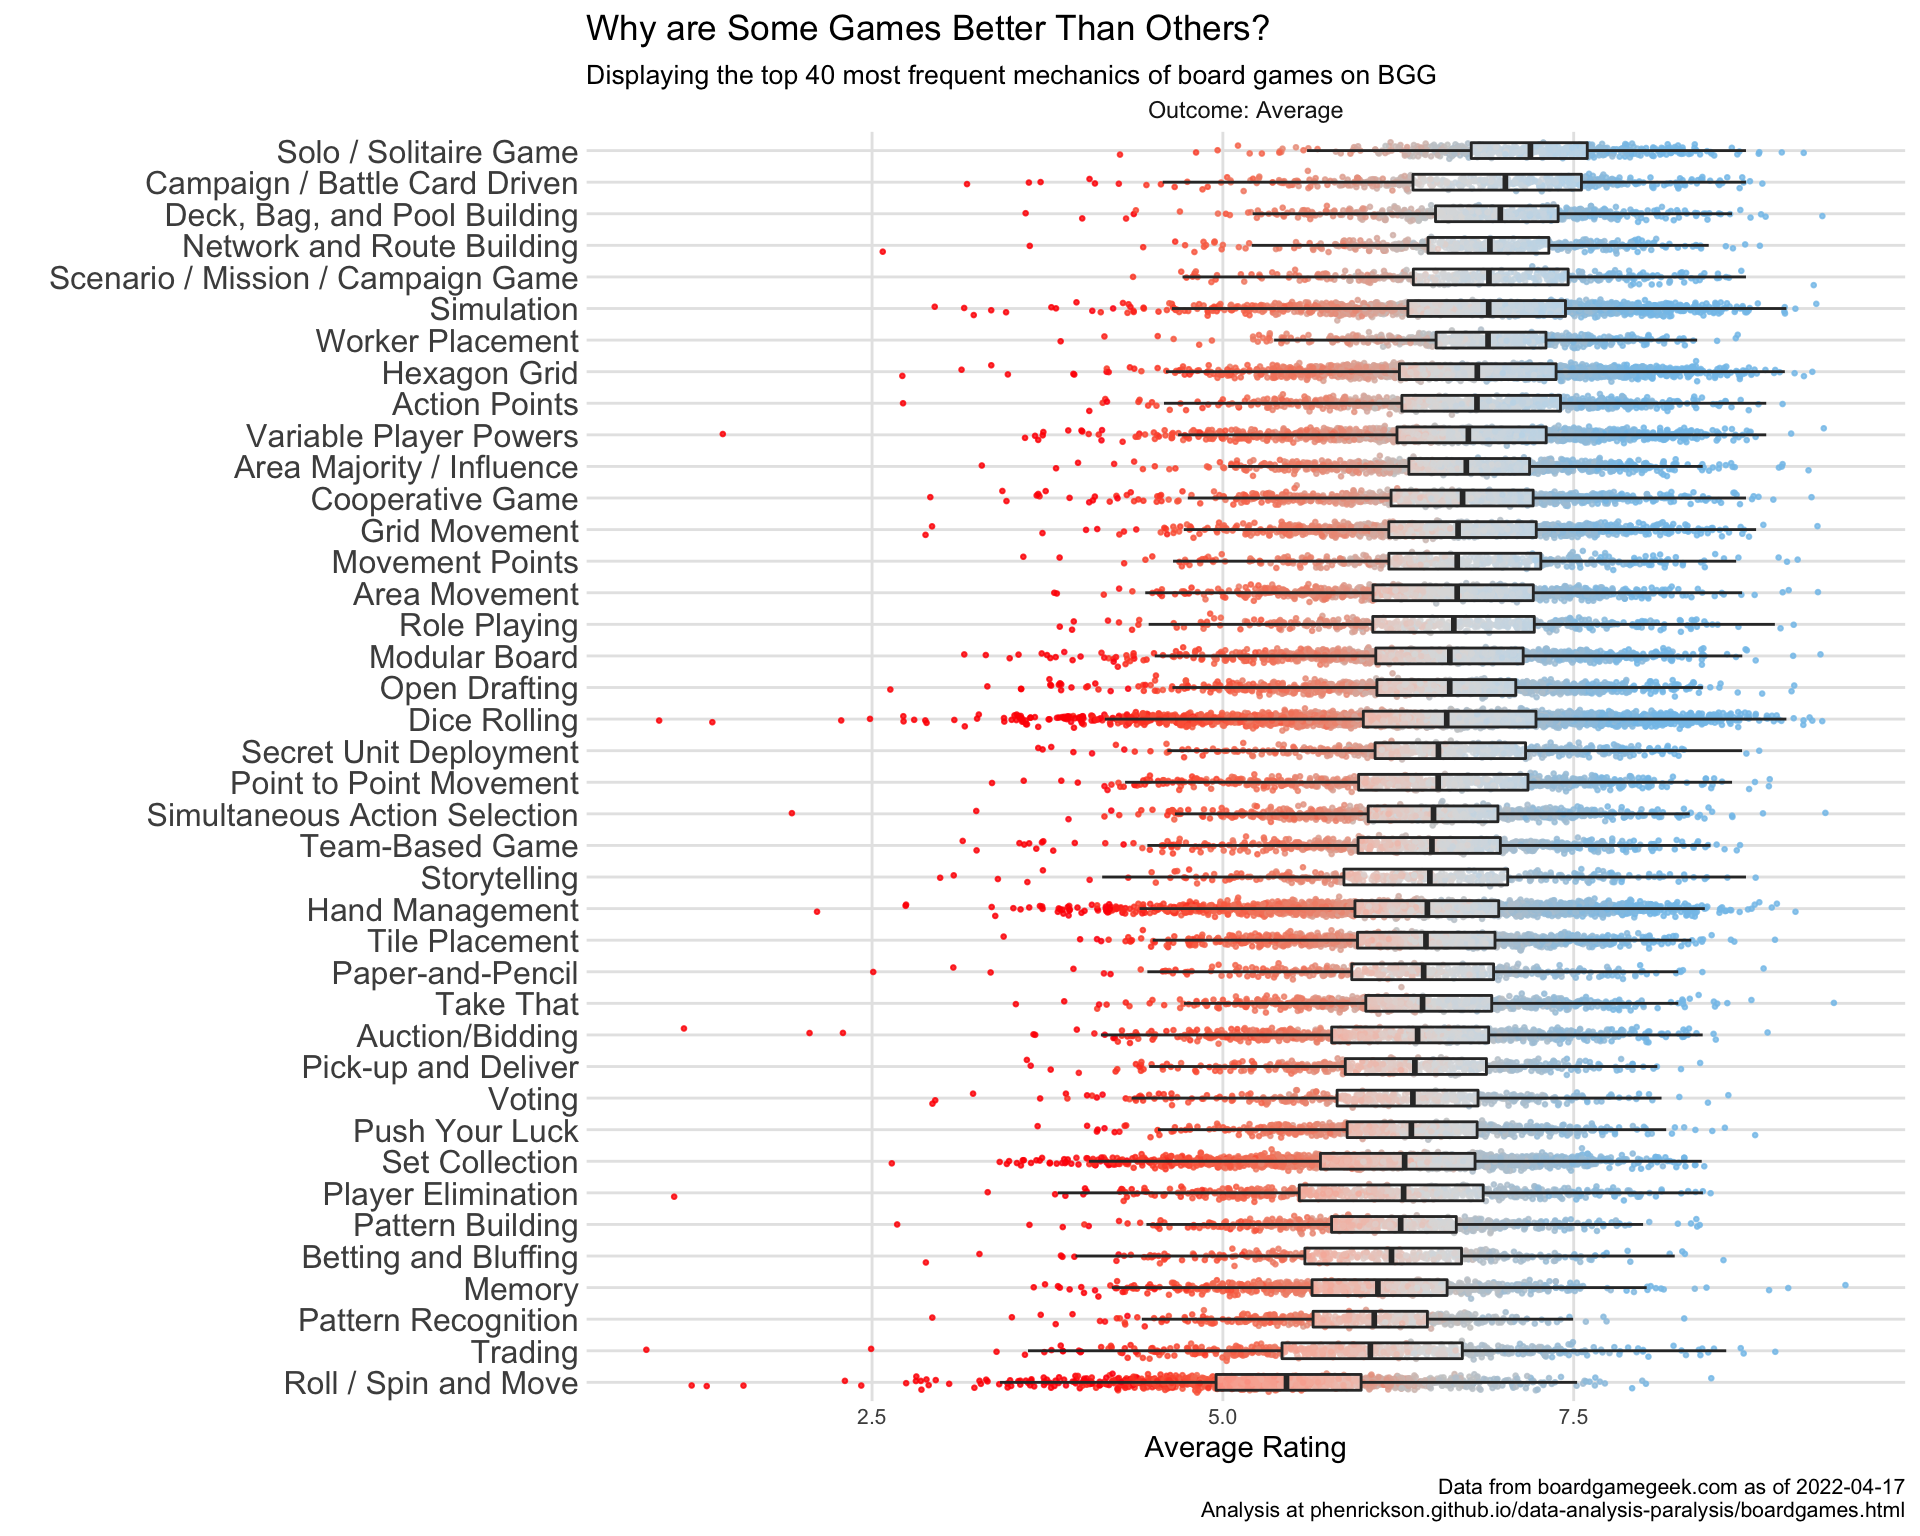 Why are Some Games Better Than Others?
Displaying the top 40 most frequent mechanics of board games on BGG
Outcome: Average
Solo / Solitaire Game
Campaign / Battle Card Driven
Deck, Bag, and Pool Building
Network and Route Building
Scenario / Mission / Campaign Game
Simulation
Worker Placement
Hexagon Grid
Action Points
Variable Player Powers
Area Majority / Influence
Cooperative Game
Grid Movement
Movement Points
Area Movement
Role Playing
Modular Board
Open Drafting
Dice Rolling
Secret Unit Deployment
Point to Point Movement
Simultaneous Action Selection
Team-Based Game
Storytelling
Hand Management
Tile Placement
Paper-and-Pencil
Take That
Auction/Bidding
Pick-up and Deliver
Voting
Push Your Luck
Set Collection
Player Elimination
Pattern Building
Betting and Bluffing
Memory
Pattern Recognition
Trading
Roll / Spin and Move
2.5 5.0 7.5
Average Rating
Data from boardgamegeek.com as of 2022-04-17
Analysis at phenrickson.github.io/data-analysis-paralysis/boardgames.html